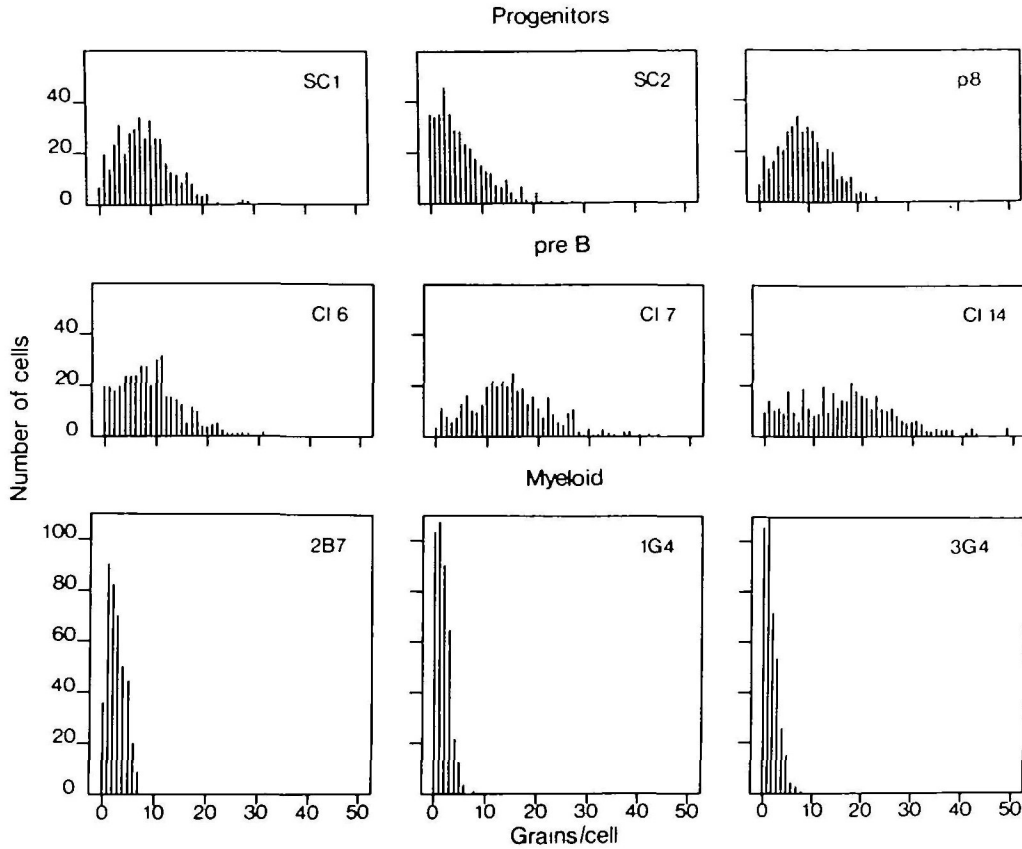 Progenitors
SC1
SC2
p8
40
20
0
pre B
Cl 6
Cl 7
Cl 14
40
20
0
Number of cells
Myeloid
2B7
1G4
3G4
100
80
60
40
20
0
0 10 20 30 40 50
0 10 20 30 40 50
0 10 20 30 40 50
Grains/cell